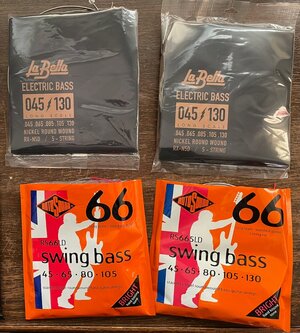 La Bella
ELECTRIC BASS
045/130
LONG SCALE
.045 .065 .085 .105 .130
NICKEL ROUND WOUND
RX-N5D / 5-STRING
La Bella
ELECTRIC BASS
045/130
LONG SCALE
.045 .065 .085 .105 .130
NICKEL ROUND WOUND
RX-N5D / 5-STRING
ROTOSOUND
66
RS66LD
swing bass
45·65·80·105
BRIGHT
ROTOSOUND
66
RS665LD
swing bass
45·65·80·105·130
BRIGHT